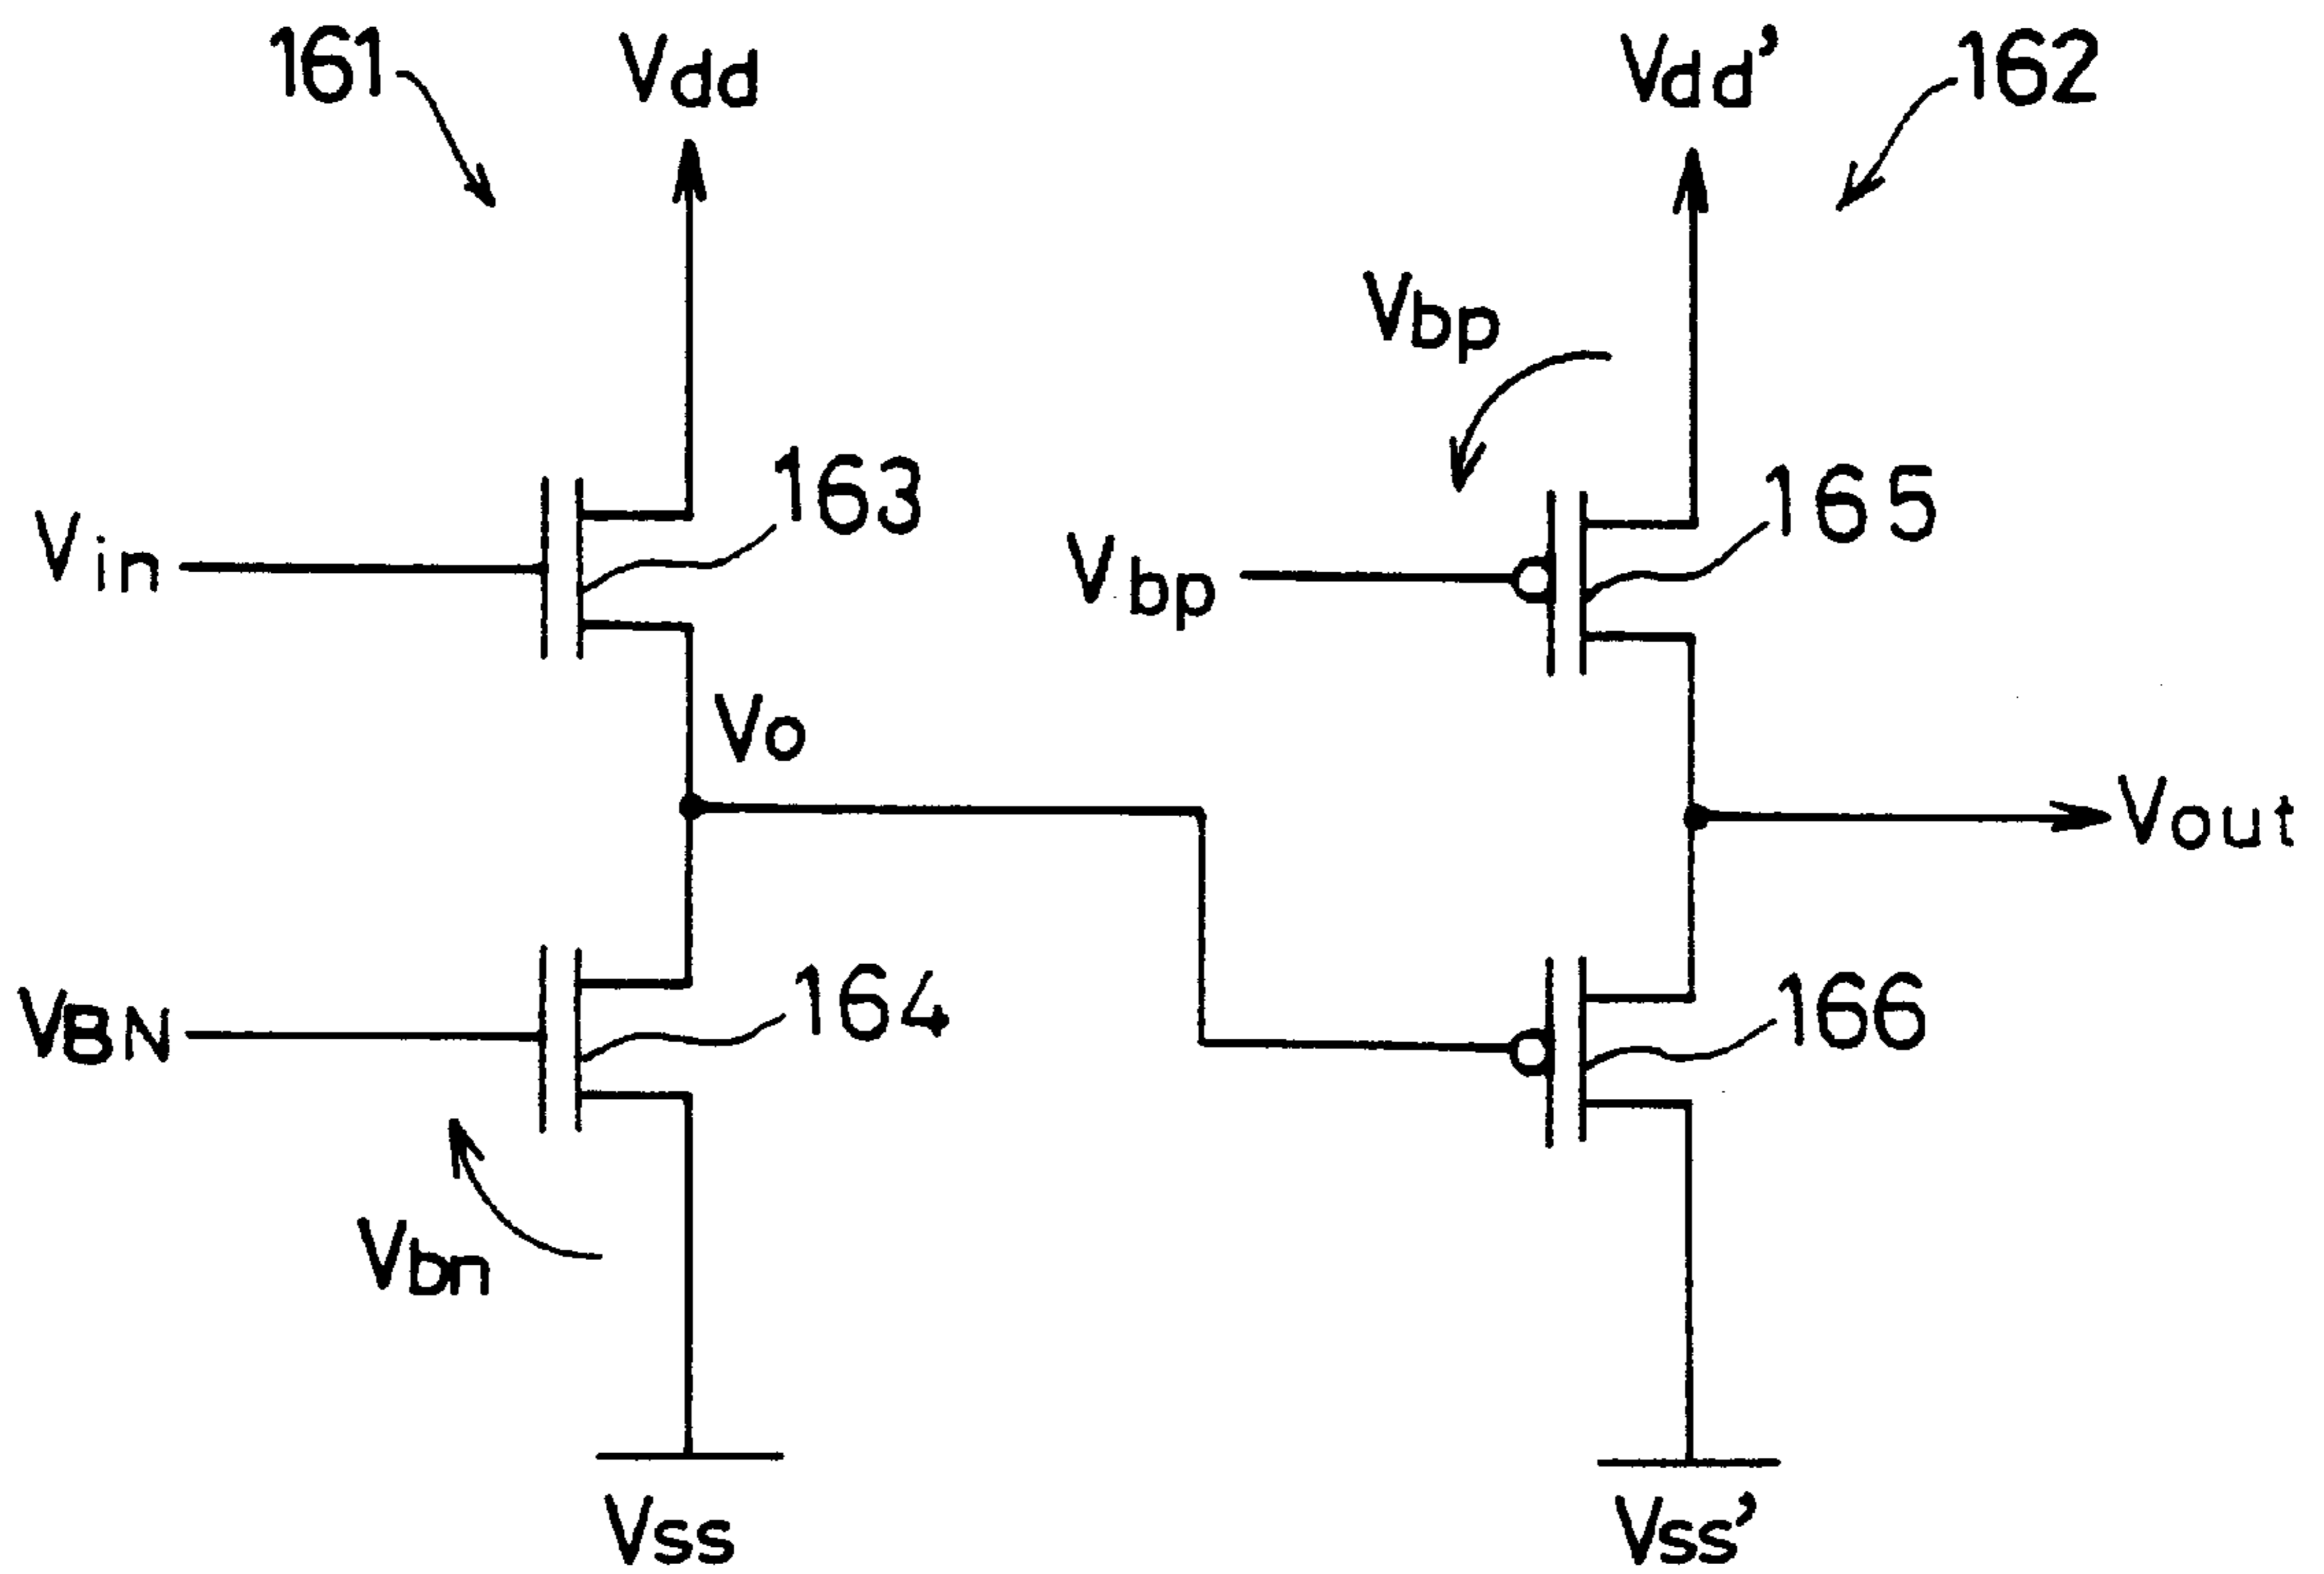 161
Vdd
Vdd'
162
Vbp
163
165
Vin
Vbp
Vo
Vout
VBN
164
166
Vbn
Vss
Vss'